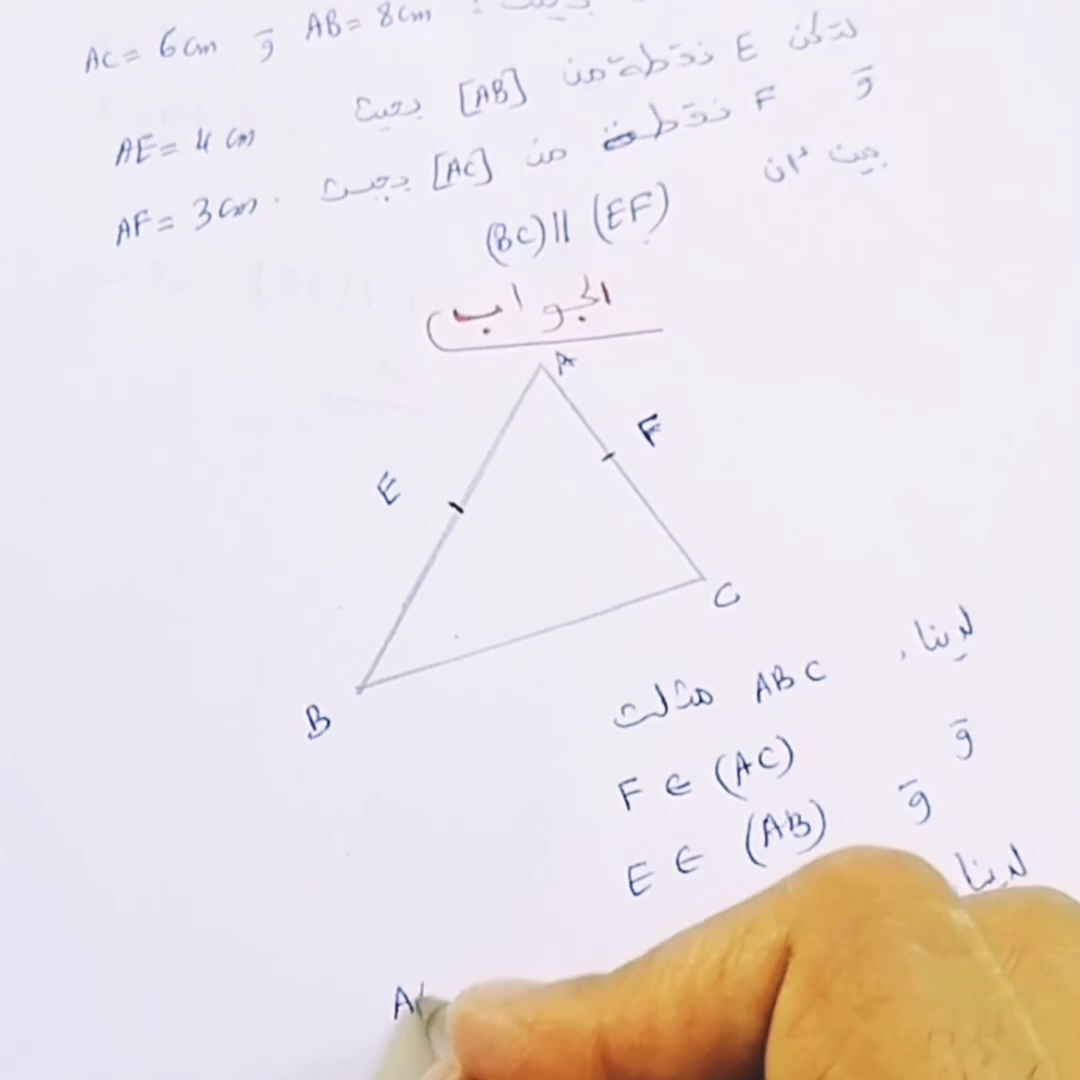 بحيث : AB = 8cm وَ AC = 6cm
لتكن E نقطة من [AB] بحيث AE = 4 cm
وَ F نقطة من [AC] بحيث AF = 3cm.
بين أن (BC) || (EF)
الجواب
A
F
E
C
B
لدينا، ABC مثلث
وَ F ∈ (AC)
وَ E ∈ (AB)
لدينا
A